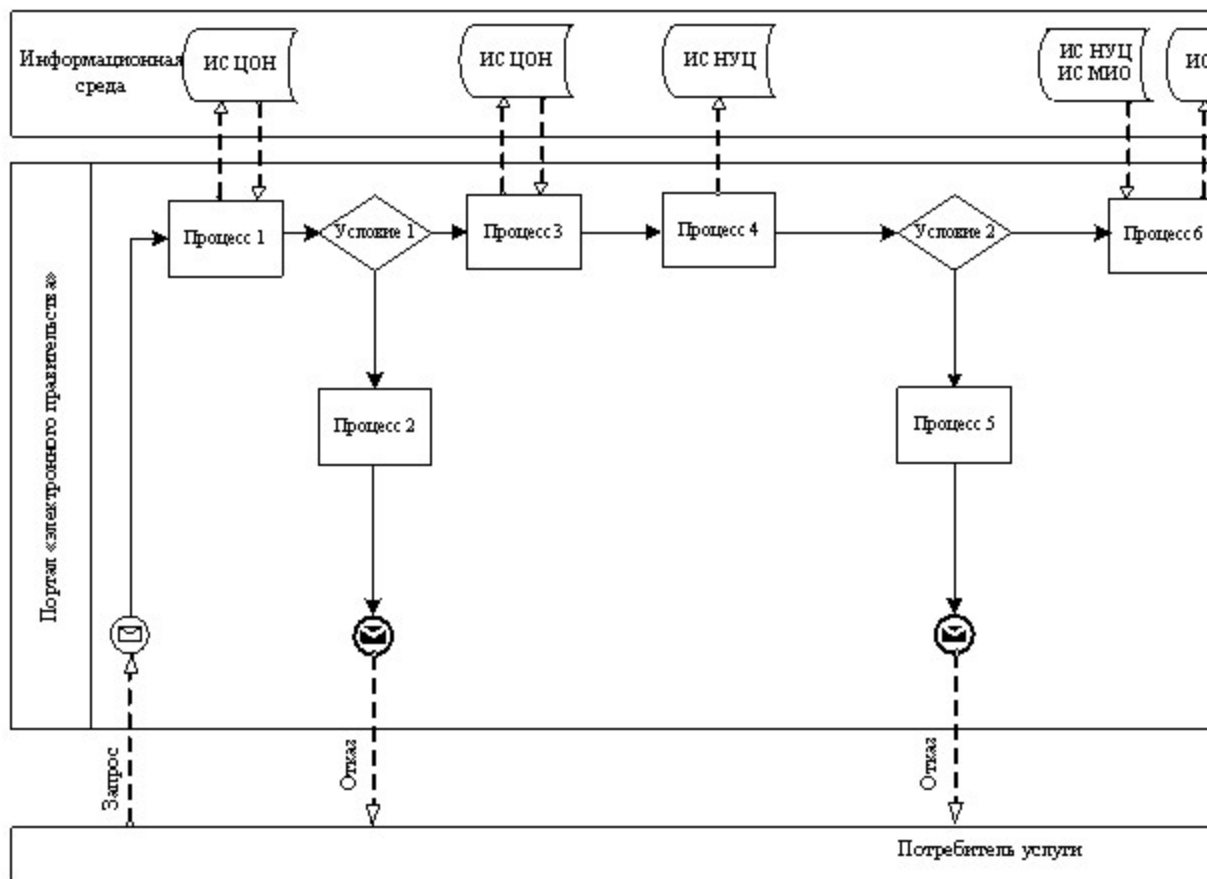 Информационная
среда
ИС ЦОН
ИС ЦОН
ИС НУЦ
ИС НУЦ
ИС МИО
ИС
Портал «электронного правительства»
Процесс 1
Условие 1
Процесс 3
Процесс 4
Условие 2
Процесс 6
Процесс 2
Процесс 5
Запрос
Отказ
Отказ
Потребитель услуги